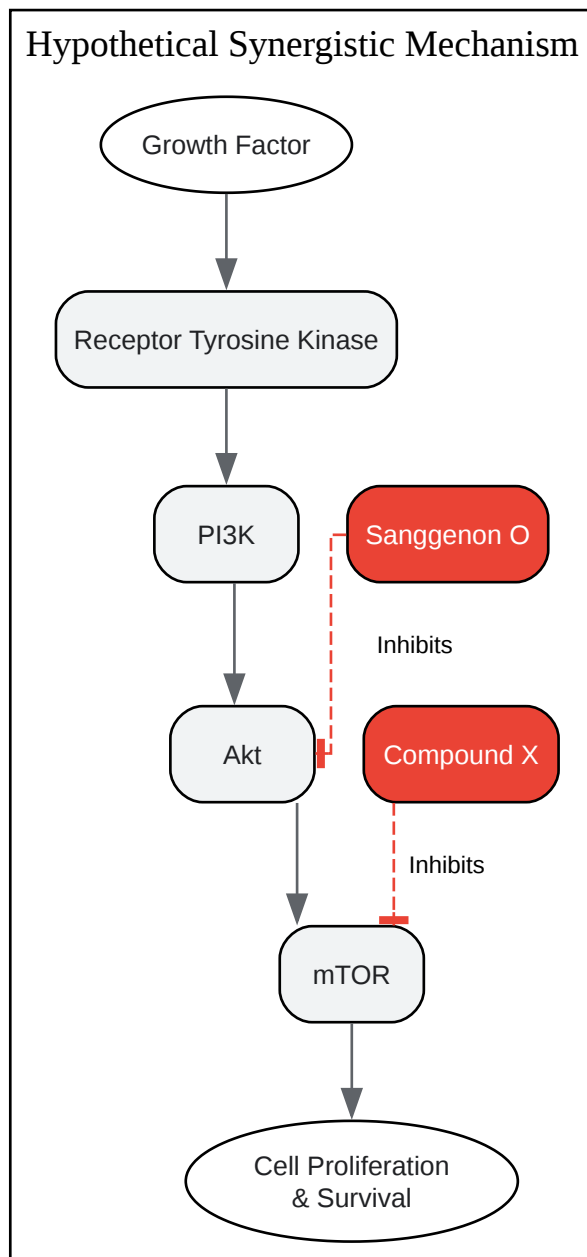 Hypothetical Synergistic Mechanism
Growth Factor
Receptor Tyrosine Kinase
PI3K
Sanggenon O
Inhibits
Akt
Compound X
Inhibits
mTOR
Cell Proliferation
& Survival